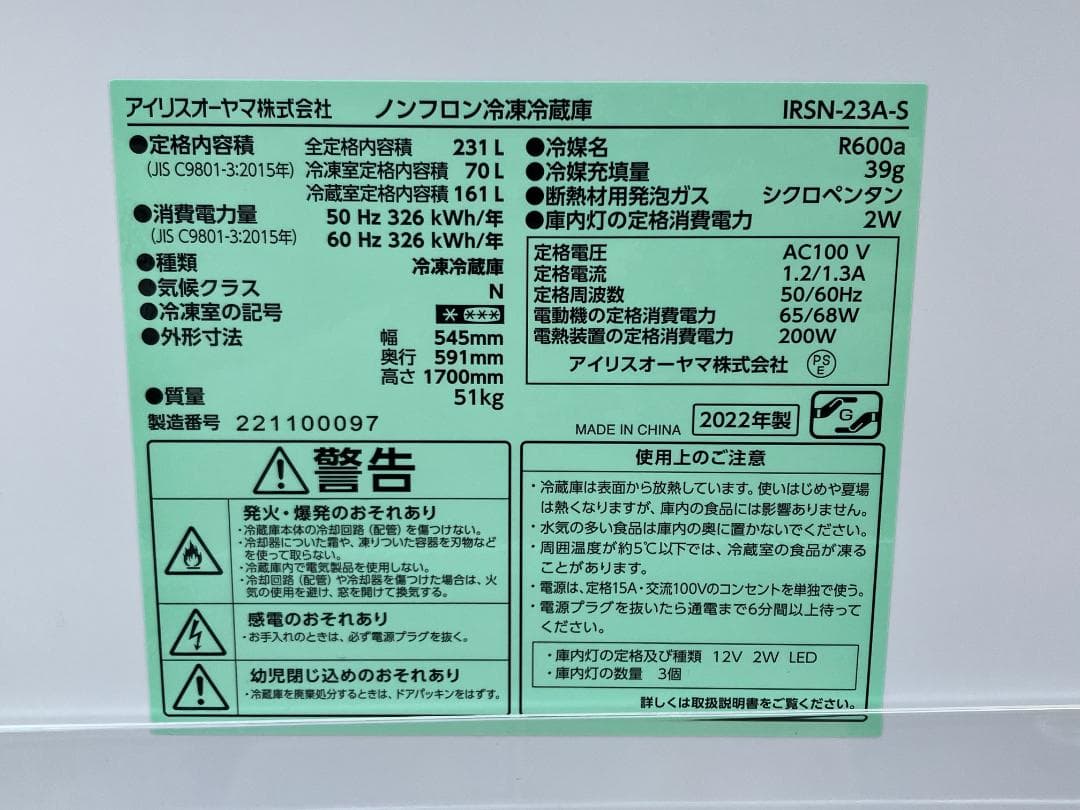 アイリスオーヤマ株式会社 ノンフロン冷凍冷蔵庫 IRSN-23A-S
●定格内容積 全定格内容積 231 L
(JIS C9801-3:2015年) 冷凍室定格内容積 70 L
冷蔵室定格内容積 161 L
●消費電力量 50 Hz 326 kWh/年
(JIS C9801-3:2015年) 60 Hz 326 kWh/年
●種類 冷凍冷蔵庫
●気候クラス N
●冷凍室の記号
●外形寸法 幅 545mm
奥行 591mm
高さ 1700mm
●質量 51kg
製造番号 221100097
●冷媒名 R600a
●冷媒充填量 39g
●断熱材用発泡ガス シクロペンタン
●庫内灯の定格消費電力 2W
定格電圧 AC100 V
定格電流 1.2/1.3A
定格周波数 50/60Hz
電動機の定格消費電力 65/68W
電熱装置の定格消費電力 200W
アイリスオーヤマ株式会社 PSE
MADE IN CHINA 2022年製 G
警告
発火・爆発のおそれあり
・冷蔵庫本体の冷却回路（配管）を傷つけない。
・冷却器についた霜や、凍りついた容器を刃物など
を使って取らない。
・冷蔵庫内で電気製品を使用しない。
・冷却回路（配管）や冷却器を傷つけた場合は、火
気の使用を避け、窓を開けて換気する。
感電のおそれあり
・お手入れのときは、必ず電源プラグを抜く。
幼児閉じ込めのおそれあり
・冷蔵庫を廃棄処分するときは、ドアパッキンをはずす。
使用上のご注意
・冷蔵庫は表面から放熱しています。使いはじめや夏場
は熱くなりますが、庫内の食品には影響ありません。
・水気の多い食品は庫内の奥に置かないでください。
・周囲温度が約5℃以下では、冷蔵室の食品が凍る
ことがあります。
・電源は、定格15A・交流100Vのコンセントを単独で使う。
・電源プラグを抜いたら通電まで6分間以上待って
ください。
・庫内灯の定格及び種類 12V 2W LED
・庫内灯の数量 3個
詳しくは取扱説明書をご覧ください。